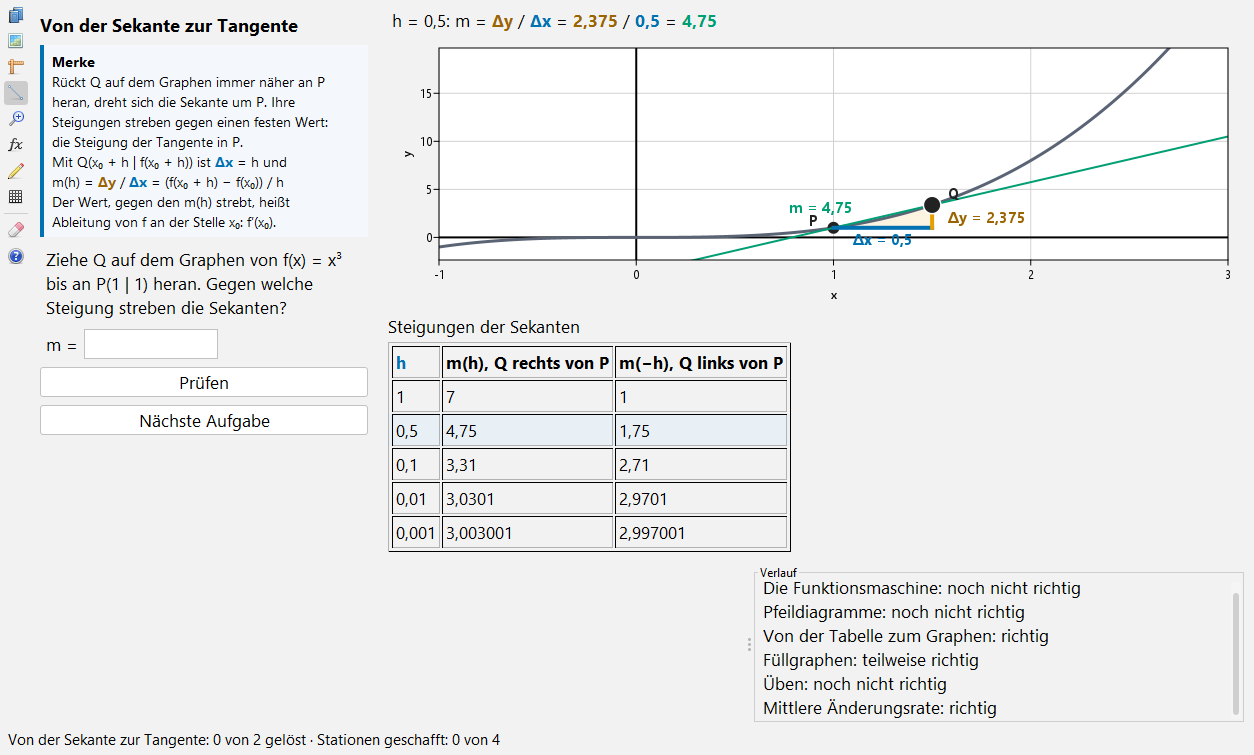 Von der Sekante zur Tangente
Merke
Rückt Q auf dem Graphen immer näher an P
heran, dreht sich die Sekante um P. Ihre
Steigungen streben gegen einen festen Wert:
die Steigung der Tangente in P.
Mit Q(x₀ + h | f(x₀ + h)) ist Δx = h und
m(h) = Δy / Δx = (f(x₀ + h) − f(x₀)) / h
Der Wert, gegen den m(h) strebt, heißt
Ableitung von f an der Stelle x₀: f′(x₀).
Ziehe Q auf dem Graphen von f(x) = x³
bis an P(1 | 1) heran. Gegen welche
Steigung streben die Sekanten?
m =
Prüfen
Nächste Aufgabe
fx
?
h = 0,5: m = Δy / Δx = 2,375 / 0,5 = 4,75
15
10
5
0
y
-1 0 1 2 3
x
m = 4,75
P
Q
Δy = 2,375
Δx = 0,5
Steigungen der Sekanten
h m(h), Q rechts von P m(−h), Q links von P
1 7 1
0,5 4,75 1,75
0,1 3,31 2,71
0,01 3,0301 2,9701
0,001 3,003001 2,997001
Verlauf
Die Funktionsmaschine: noch nicht richtig
Pfeildiagramme: noch nicht richtig
Von der Tabelle zum Graphen: richtig
Füllgraphen: teilweise richtig
Üben: noch nicht richtig
Mittlere Änderungsrate: richtig
Von der Sekante zur Tangente: 0 von 2 gelöst · Stationen geschafft: 0 von 4